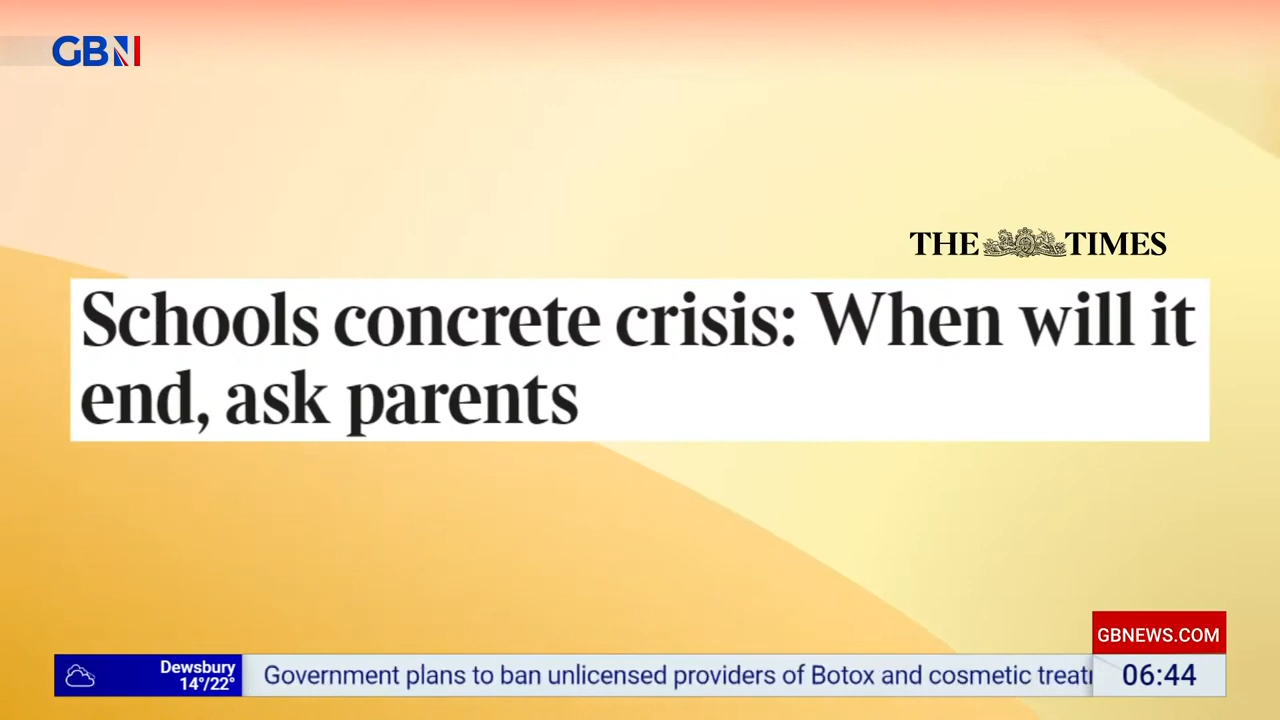 GBN
THE TIMES
Schools concrete crisis: When will it
end, ask parents
GBNEWS.COM
Dewsbury
14°/22°
Government plans to ban unlicensed providers of Botox and cosmetic treatr
06:44